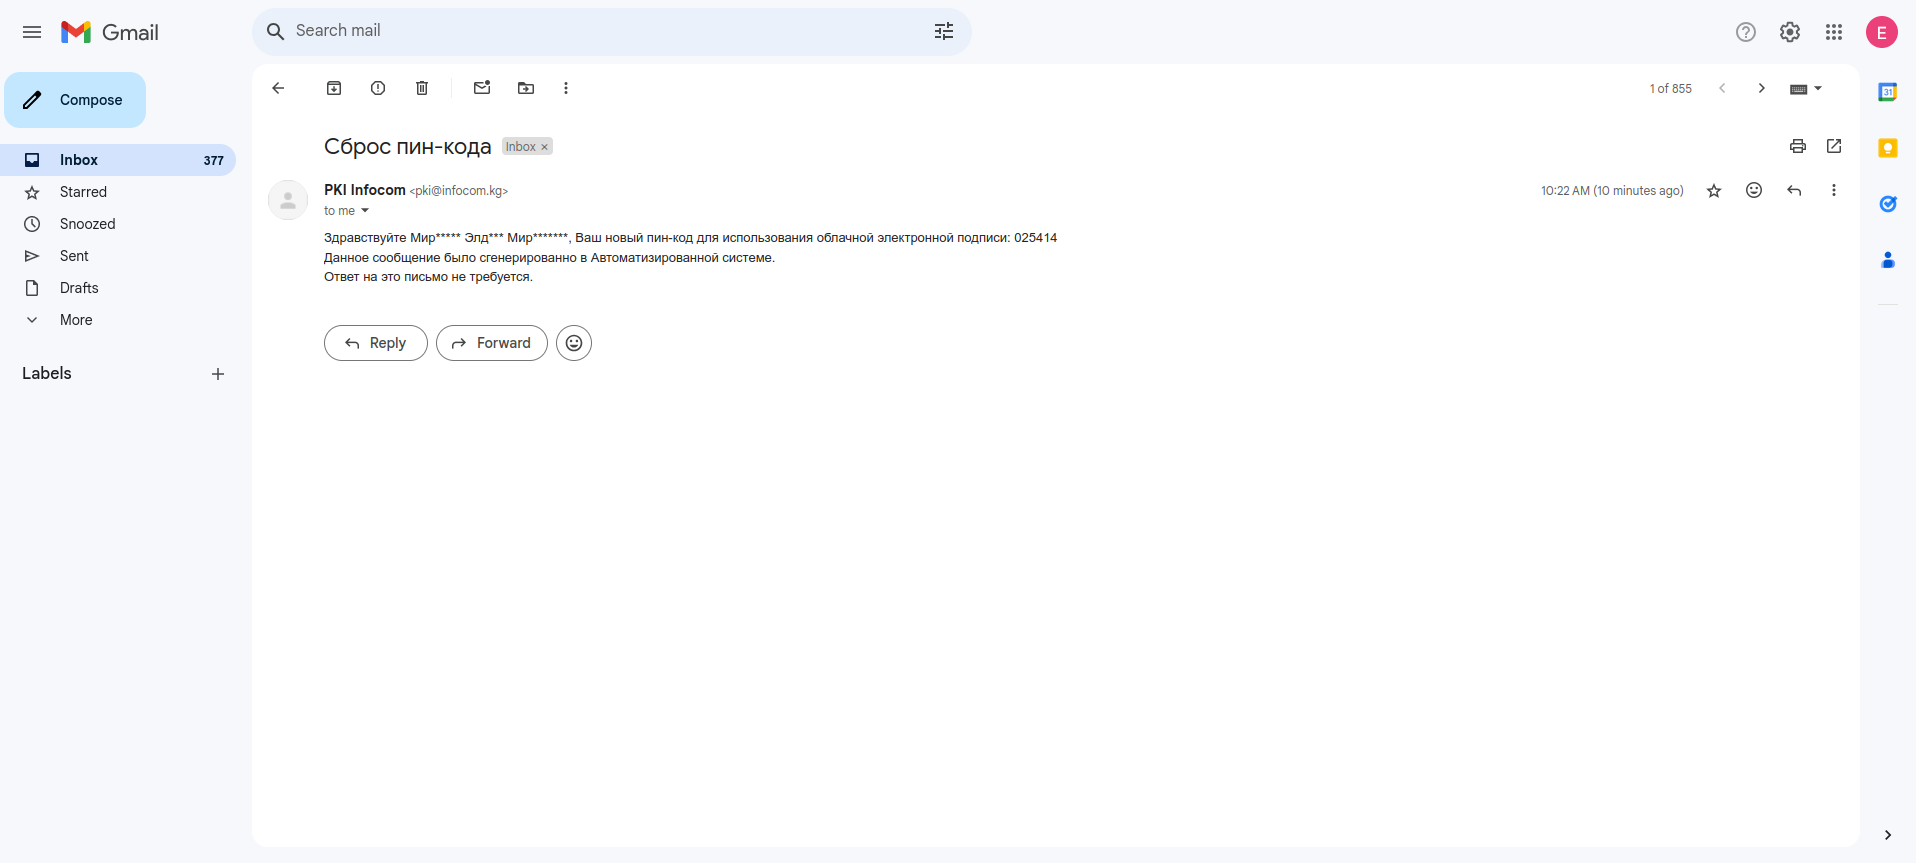 Gmail
Search mail
E
Compose
1 of 855
Inbox 377
Starred
Snoozed
Sent
Drafts
More
Labels
Сброс пин-кода Inbox ×
PKI Infocom <pki@infocom.kg> 10:22 AM (10 minutes ago)
to me
Здравствуйте Мир***** Элд*** Мир*******, Ваш новый пин-код для использования облачной электронной подписи: 025414
Данное сообщение было сгенерированно в Автоматизированной системе.
Ответ на это письмо не требуется.
Reply Forward
31